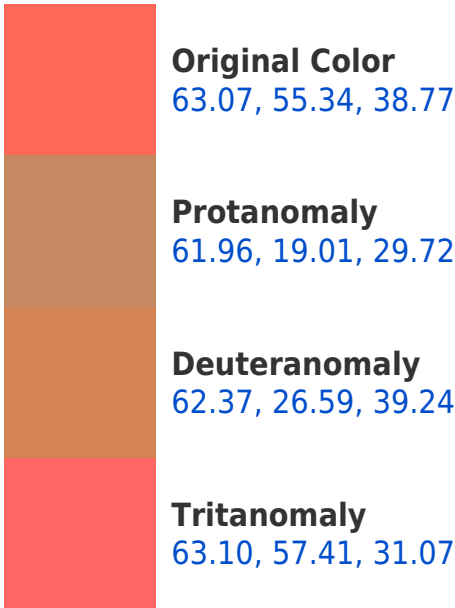 Original Color
63.07, 55.34, 38.77
Protanomaly
61.96, 19.01, 29.72
Deuteranomaly
62.37, 26.59, 39.24
Tritanomaly
63.10, 57.41, 31.07